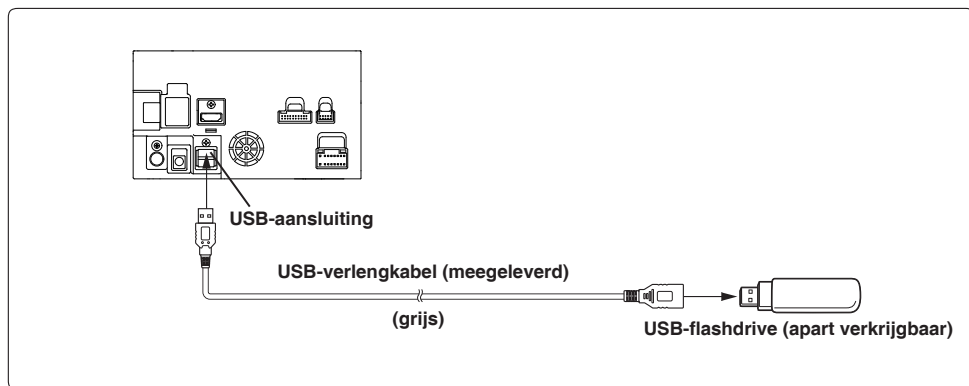 USB-aansluiting
USB-verlengkabel (meegeleverd)
(grijs)
USB-flashdrive (apart verkrijgbaar)